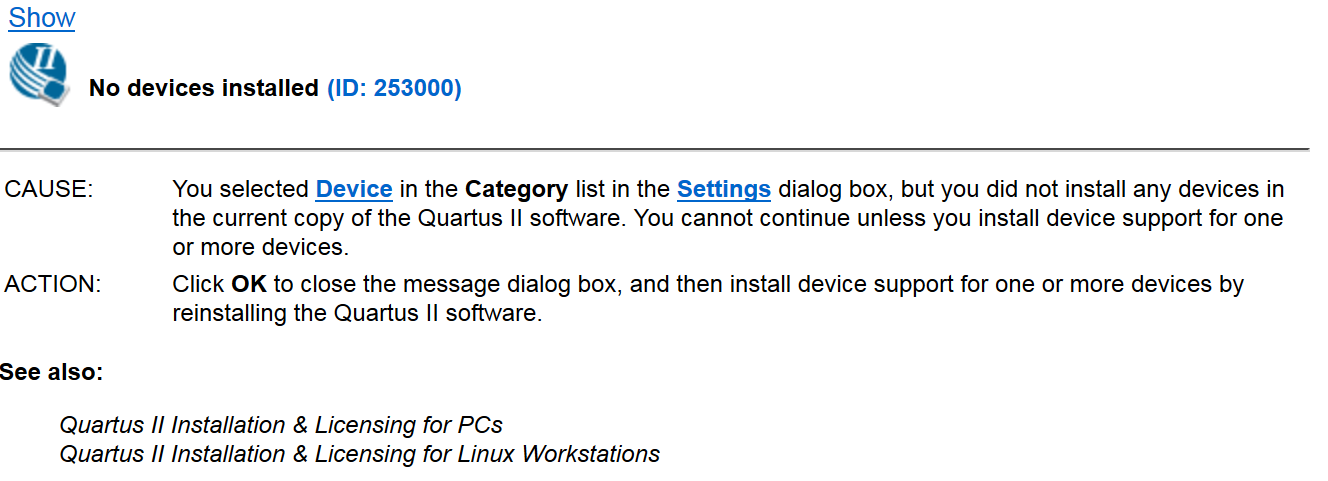 Show
II
No devices installed (ID: 253000)
CAUSE: You selected Device in the Category list in the Settings dialog box, but you did not install any devices in
the current copy of the Quartus II software. You cannot continue unless you install device support for one
or more devices.
ACTION: Click OK to close the message dialog box, and then install device support for one or more devices by
reinstalling the Quartus II software.
See also:
Quartus II Installation & Licensing for PCs
Quartus II Installation & Licensing for Linux Workstations